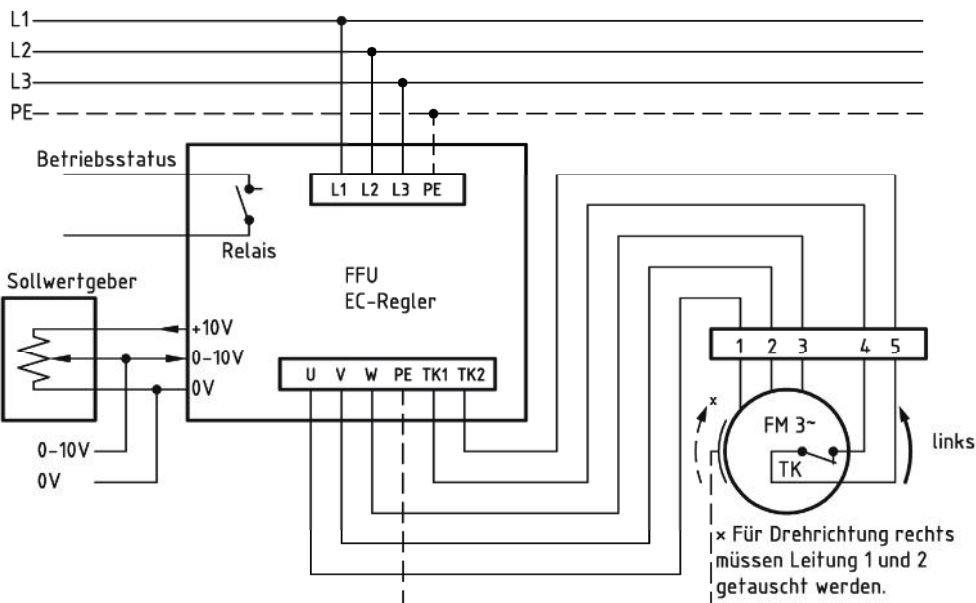 L1
L2
L3
PE
Betriebsstatus
L1 L2 L3 PE
Relais
Sollwertgeber
FFU
EC-Regler
+10V
0-10V
0V
U V W PE TK1 TK2
1 2 3 4 5
x
FM 3~
TK
links
0-10V
0V
x Für Drehrichtung rechts
müssen Leitung 1 und 2
getauscht werden.